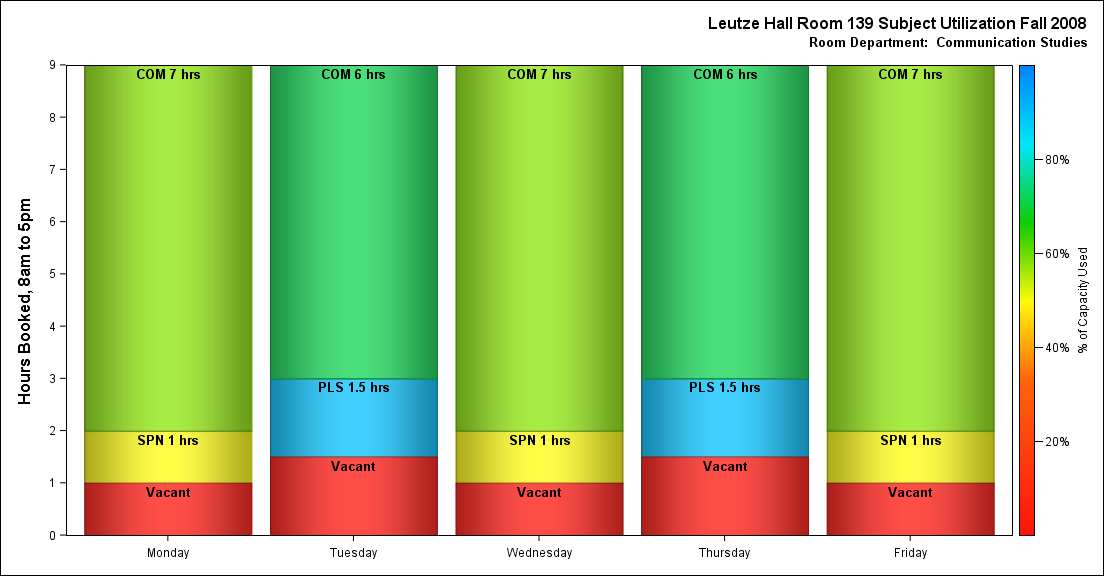 Leutze Hall Room 139 Subject Utilization Fall 2008
Room Department:  Communication Studies
Hours Booked, 8am to 5pm
9
8
7
6
5
4
3
2
1
0
COM 7 hrs
SPN 1 hrs
Vacant
COM 6 hrs
PLS 1.5 hrs
Vacant
COM 7 hrs
SPN 1 hrs
Vacant
COM 6 hrs
PLS 1.5 hrs
Vacant
COM 7 hrs
SPN 1 hrs
Vacant
Monday
Tuesday
Wednesday
Thursday
Friday
80%
60%
40%
20%
% of Capacity Used